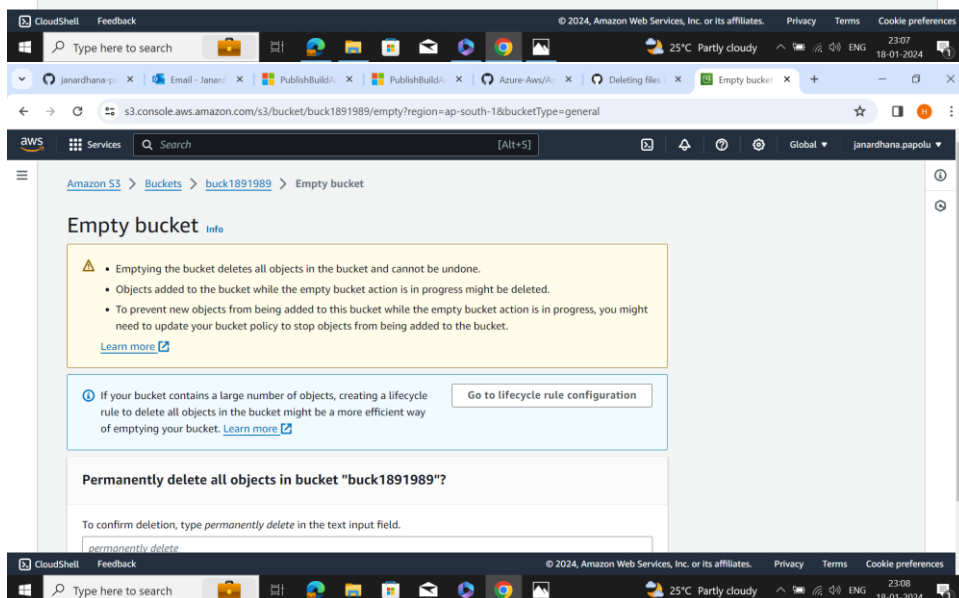 CloudShell Feedback © 2024, Amazon Web Services, Inc. or its affiliates. Privacy Terms Cookie preferences
Type here to search 25°C Partly cloudy ENG 23:07
18-01-2024
janardhana-p Email - Janard PublishBuildA PublishBuildA Azure-Aws/A Deleting files Empty bucket
s3.console.aws.amazon.com/s3/bucket/buck1891989/empty?region=ap-south-1&bucketType=general H
aws Services Search [Alt+S] Global janardhana.papolu
Amazon S3 > Buckets > buck1891989 > Empty bucket
Empty bucket Info
• Emptying the bucket deletes all objects in the bucket and cannot be undone.
• Objects added to the bucket while the empty bucket action is in progress might be deleted.
• To prevent new objects from being added to this bucket while the empty bucket action is in progress, you might
need to update your bucket policy to stop objects from being added to the bucket.
Learn more
If your bucket contains a large number of objects, creating a lifecycle Go to lifecycle rule configuration
rule to delete all objects in the bucket might be a more efficient way
of emptying your bucket. Learn more
Permanently delete all objects in bucket "buck1891989"?
To confirm deletion, type permanently delete in the text input field.
permanently delete
CloudShell Feedback © 2024, Amazon Web Services, Inc. or its affiliates. Privacy Terms Cookie preferences
Type here to search 25°C Partly cloudy ENG 23:08
18-01-2024